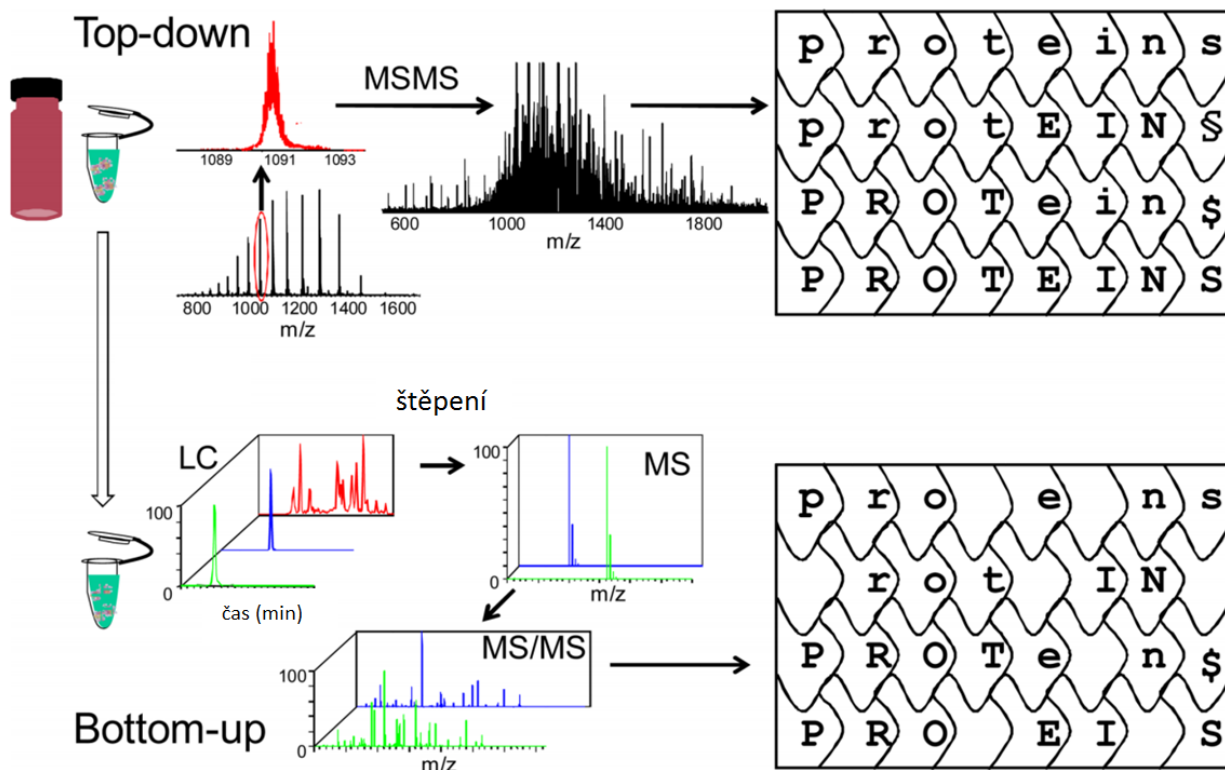 Top-down
MSMS
1089 1091 1093
600 1000 1400 1800
m/z
800 1000 1200 1400 1600
m/z
p r o t e i n s
p r o t E I N S
P R O T e i n $
P R O T E I N S
štěpení
LC
100
0
čas (min)
100
MS
0
m/z
100
MS/MS
0
m/z
Bottom-up
p r o e n s
r o t I N
P R O T e n $
P R O E I S